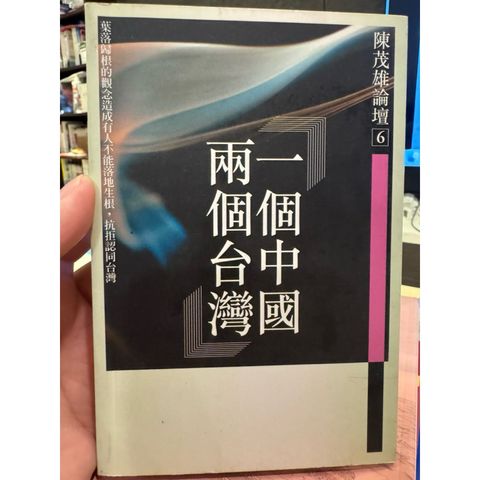 陳茂雄論壇6
一個中國
兩個台灣
葉落歸根的觀念造成有人不能落地生根，抗拒認同台灣